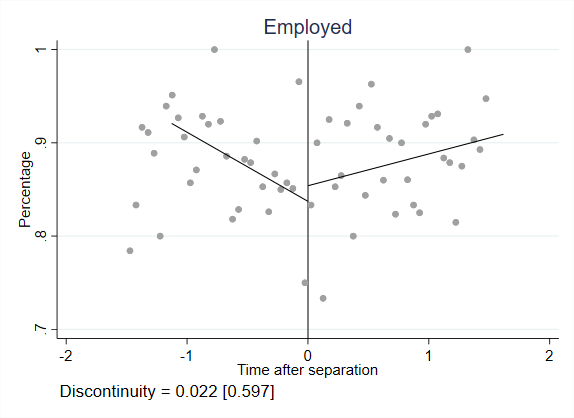 Employed
Percentage
1
.9
.8
.7
-2 -1 0 1 2
Time after separation
Discontinuity = 0.022 [0.597]